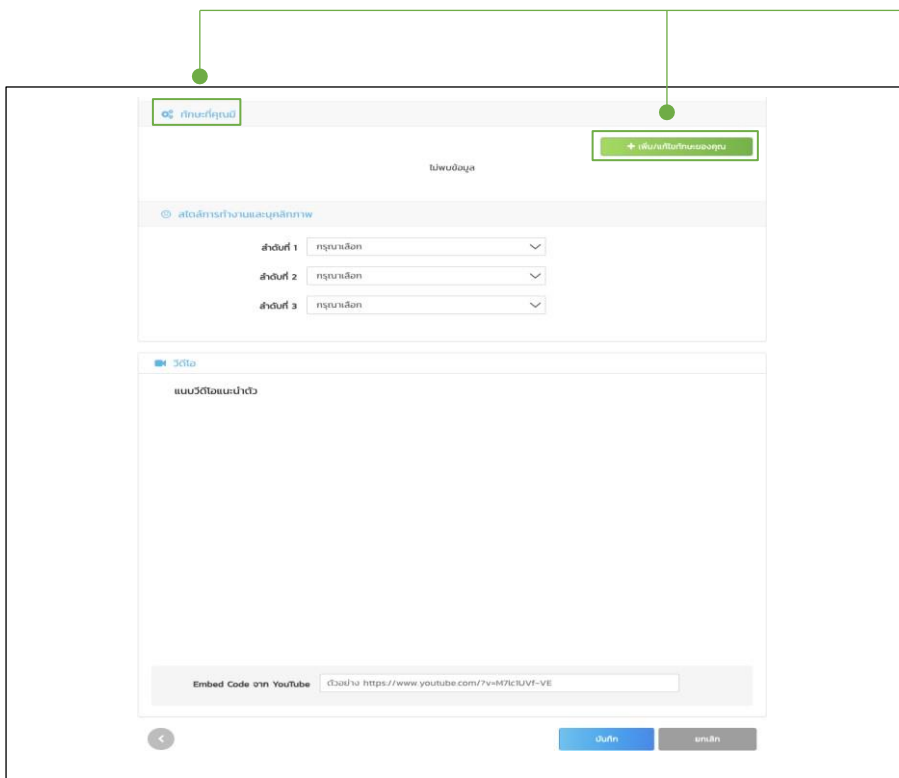 ทักษะที่คุณมี
+ เพิ่ม/แก้ไขทักษะของคุณ
ไม่พบข้อมูล
สไตล์การทำงานและบุคลิกภาพ
ลำดับที่ 1 กรุณาเลือก
ลำดับที่ 2 กรุณาเลือก
ลำดับที่ 3 กรุณาเลือก
วีดีโอ
แนบวีดีโอแนะนำตัว
Embed Code จาก YouTube ตัวอย่าง https://www.youtube.com/?v=M7lc1UVf-VE
บันทึก ยกเลิก